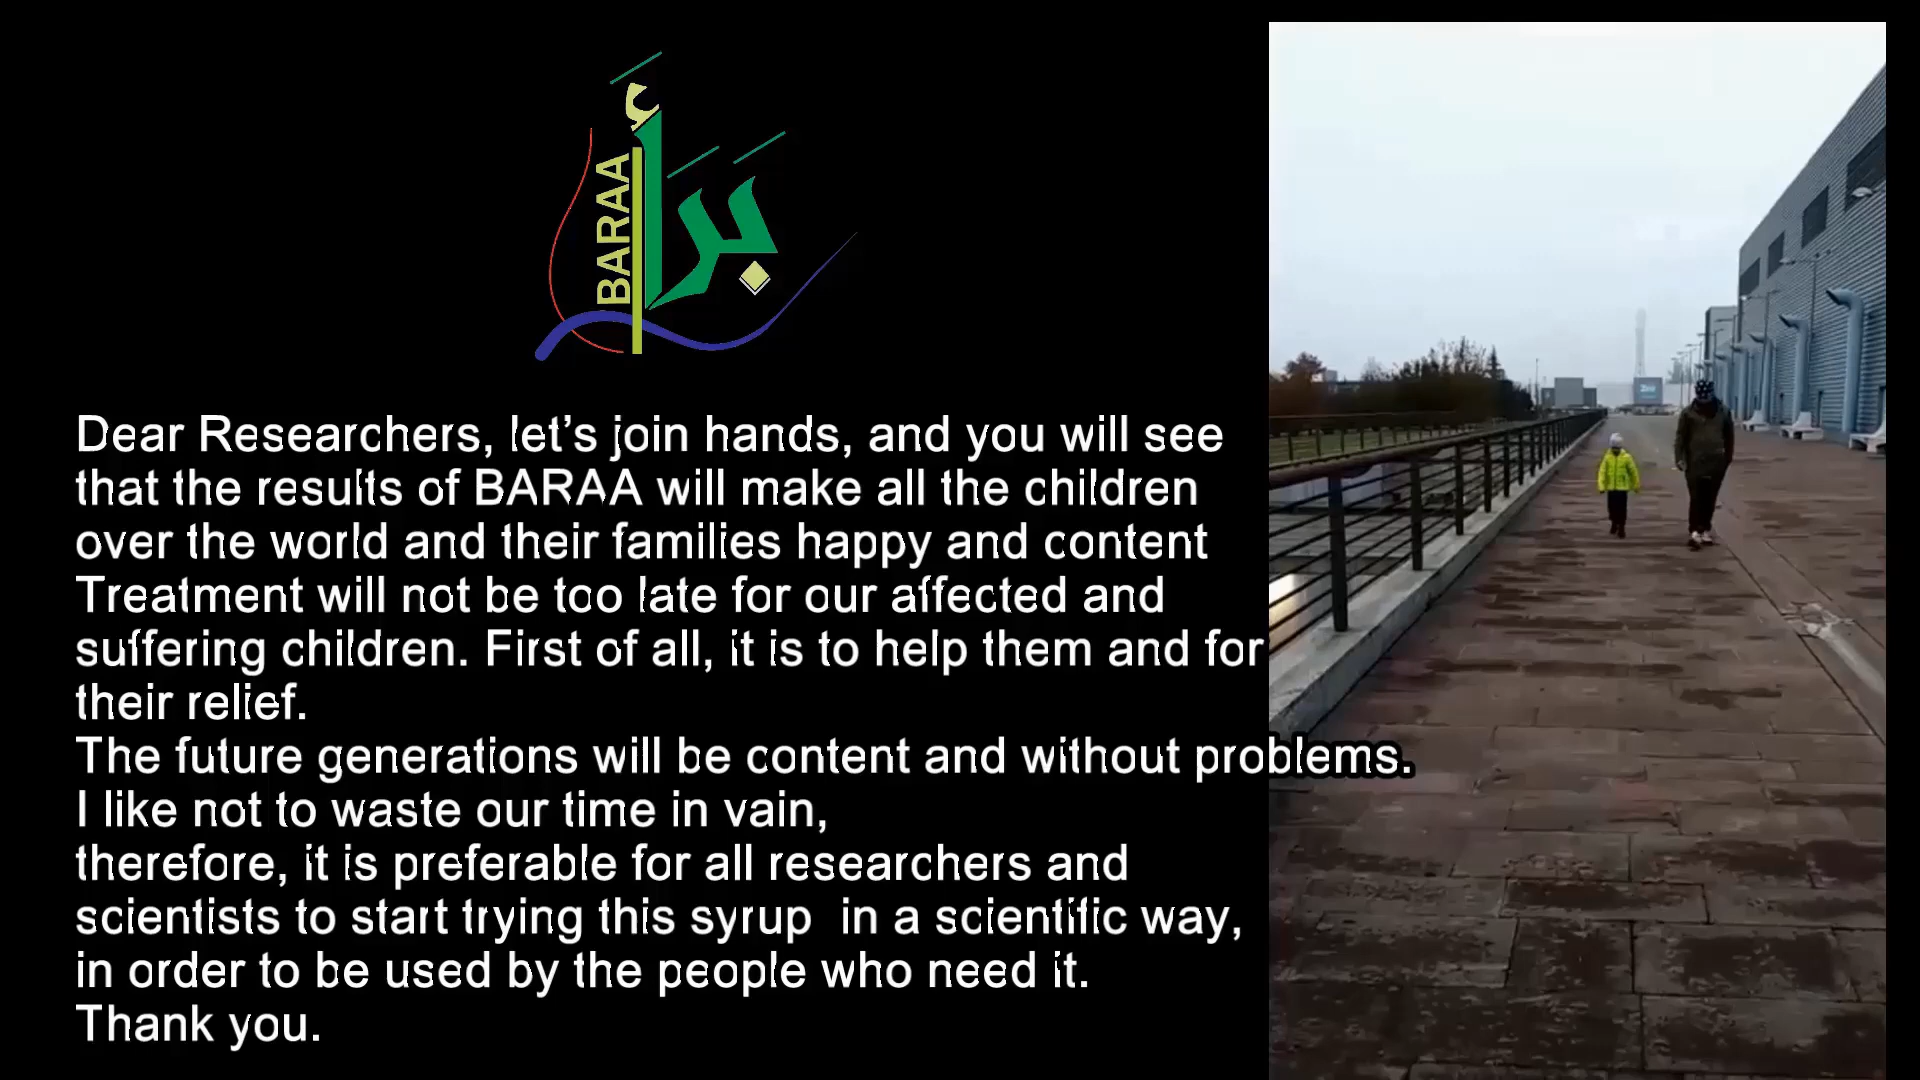 بَرَأَ
BARAA
Dear Researchers, let’s join hands, and you will see
that the results of BARAA will make all the children
over the world and their families happy and content
Treatment will not be too late for our affected and
suffering children. First of all, it is to help them and for
their relief.
The future generations will be content and without problems.
I like not to waste our time in vain,
therefore, it is preferable for all researchers and
scientists to start trying this syrup  in a scientific way,
in order to be used by the people who need it.
Thank you.